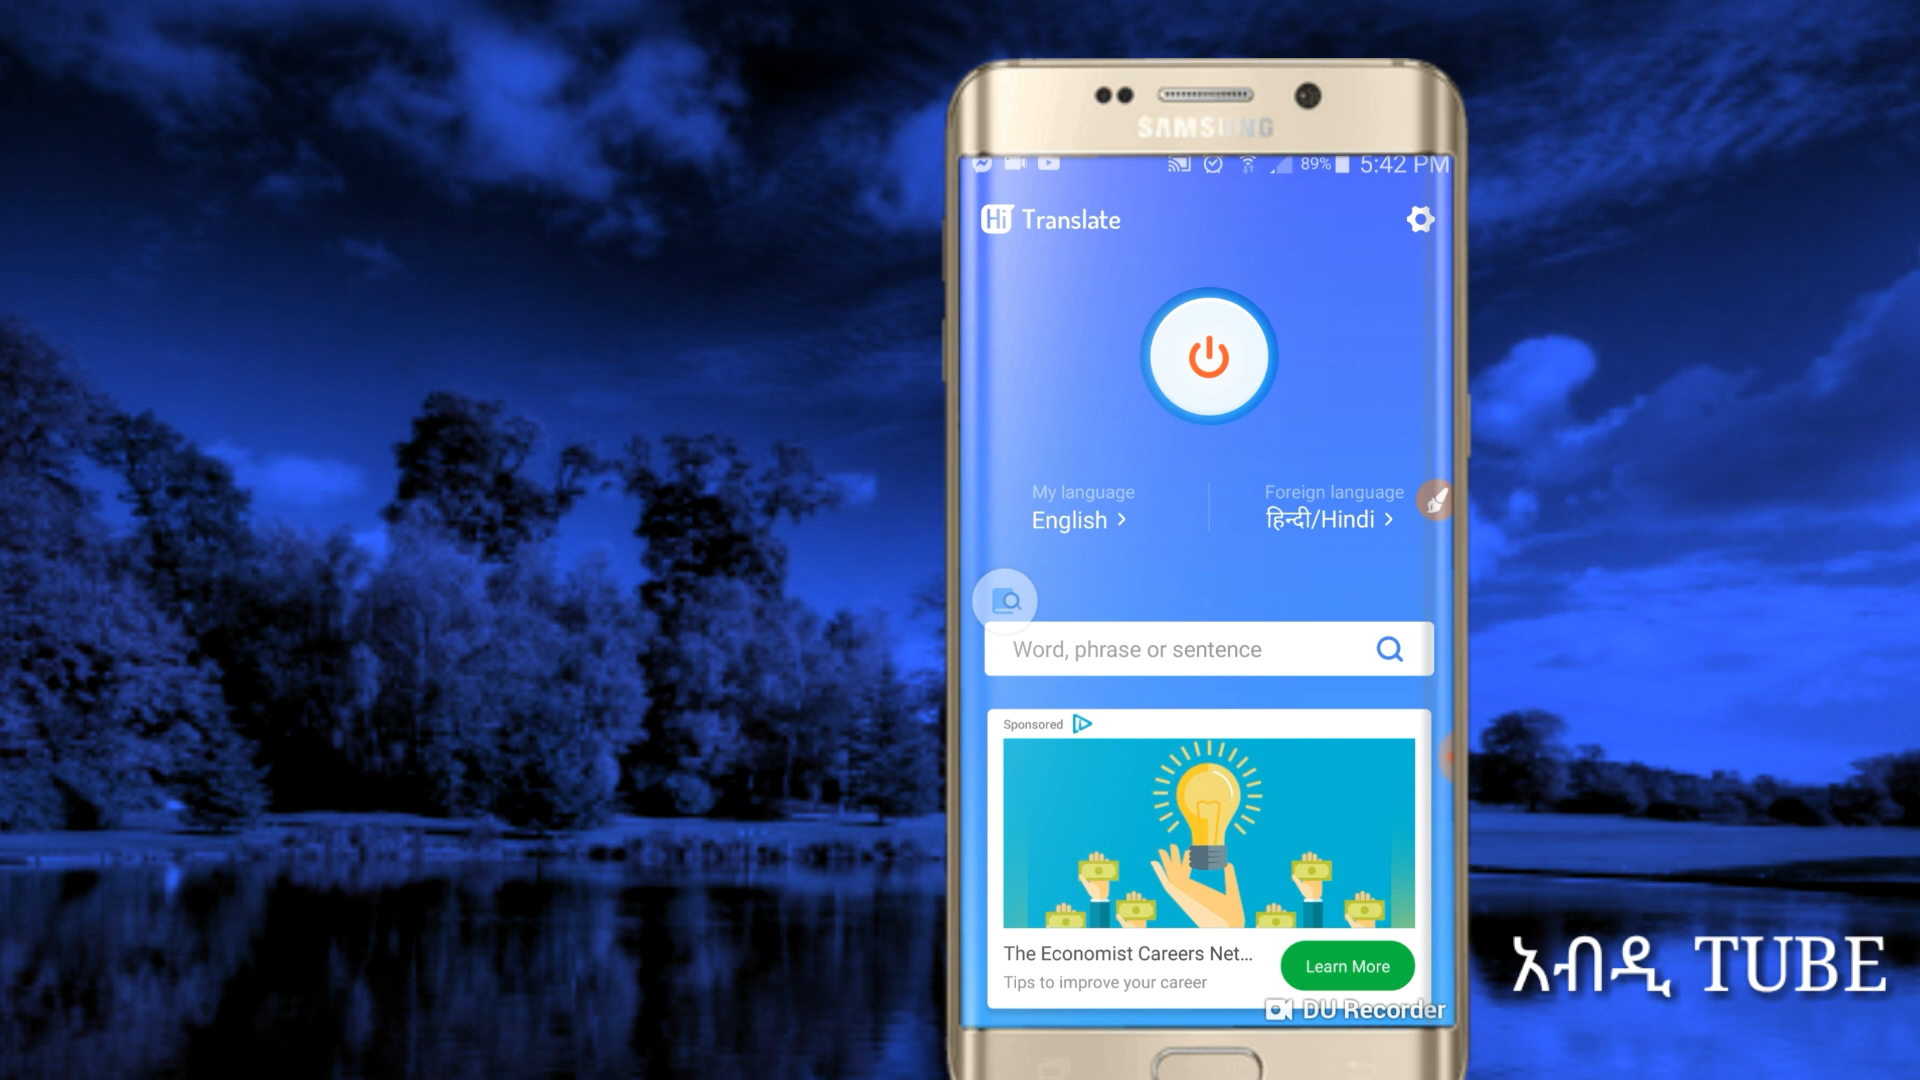 SAMSUNG
89% 5:42 PM
Hi Translate
My language
English >
Foreign language
हिन्दी/Hindi >
Word, phrase or sentence
Sponsored
The Economist Careers Net...
Learn More
Tips to improve your career
DU Recorder
አብዲ TUBE